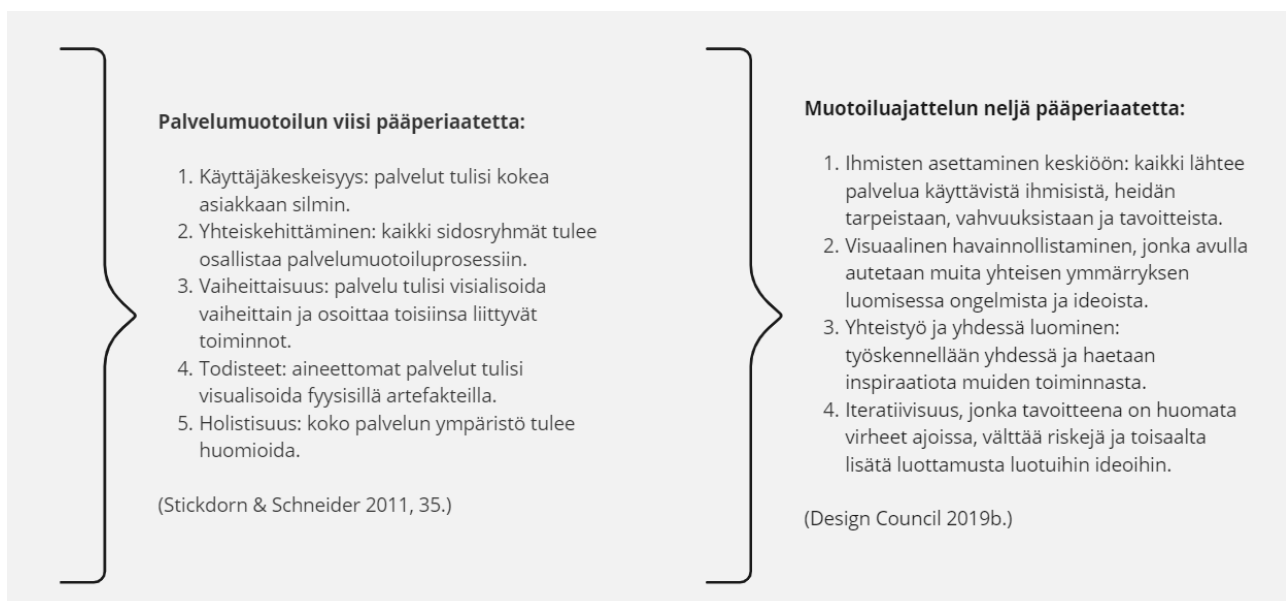 Palvelumuotoilun viisi pääperiaatetta:
1. Käyttäjäkeskeisyys: palvelut tulisi kokea
asiakkaan silmin.
2. Yhteiskehittäminen: kaikki sidosryhmät tulee
osallistaa palvelumuotoiluprosessiin.
3. Vaiheittaisuus: palvelu tulisi visialisoida
vaiheittain ja osoittaa toisiinsa liittyvät
toiminnot.
4. Todisteet: aineettomat palvelut tulisi
visualisoida fyysisillä artefakteilla.
5. Holistisuus: koko palvelun ympäristö tulee
huomioida.
(Stickdorn & Schneider 2011, 35.)
Muotoiluajattelun neljä pääperiaatetta:
1. Ihmisten asettaminen keskiöön: kaikki lähtee
palvelua käyttävistä ihmisistä, heidän
tarpeistaan, vahvuuksistaan ja tavoitteista.
2. Visuaalinen havainnollistaminen, jonka avulla
autetaan muita yhteisen ymmärryksen
luomisessa ongelmista ja ideoista.
3. Yhteistyö ja yhdessä luominen:
työskennellään yhdessä ja haetaan
inspiraatiota muiden toiminnasta.
4. Iteratiivisuus, jonka tavoitteena on huomata
virheet ajoissa, välttää riskejä ja toisaalta
lisätä luottamusta luotuihin ideoihin.
(Design Council 2019b.)